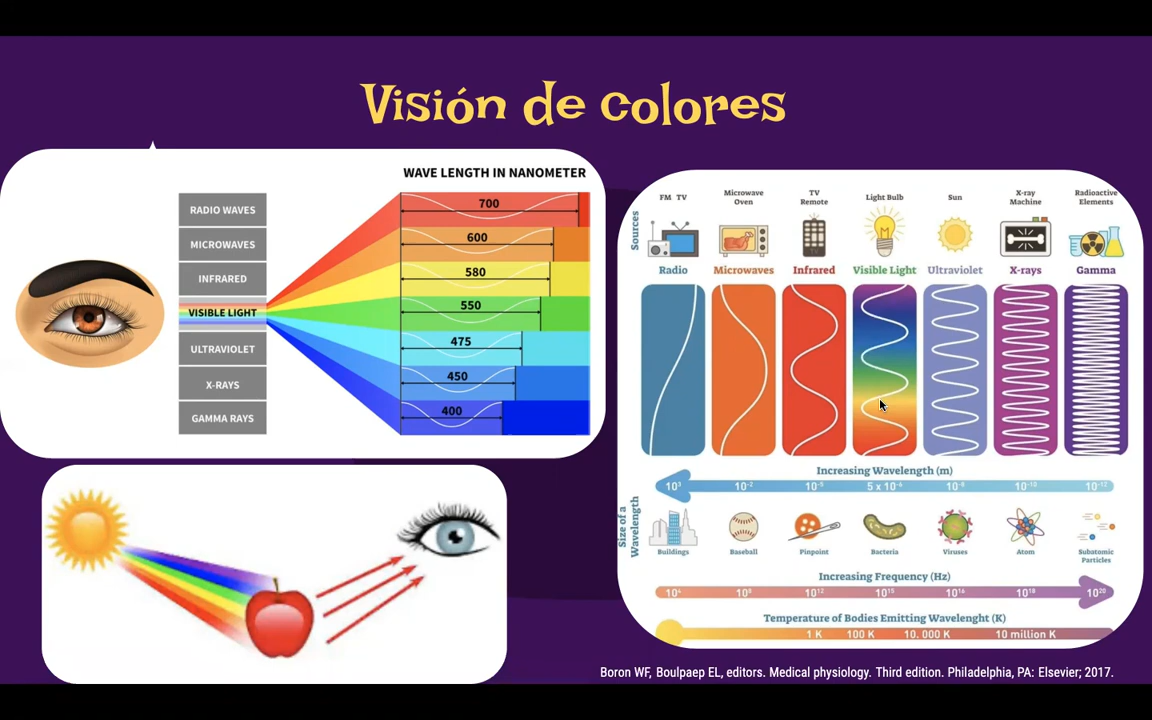 Visión de colores
WAVE LENGTH IN NANOMETER
RADIO WAVES
MICROWAVES
INFRARED
VISIBLE LIGHT
ULTRAVIOLET
X-RAYS
GAMMA RAYS
700
600
580
550
475
450
400
Sources
FM TV
Microwave
Oven
TV
Remote
Light Bulb
Sun
X-ray
Machine
Radioactive
Elements
Radio
Microwaves
Infrared
Visible Light
Ultraviolet
X-rays
Gamma
Increasing Wavelength (m)
10³ 10⁻² 10⁻⁵ 5 x 10⁻⁶ 10⁻⁸ 10⁻¹⁰ 10⁻¹²
Size of a
Wavelength
Buildings
Baseball
Pinpoint
Bacteria
Viruses
Atom
Subatomic
Particles
Increasing Frequency (Hz)
10⁴ 10⁸ 10¹² 10¹⁵ 10¹⁶ 10¹⁸ 10²⁰
Temperature of Bodies Emitting Wavelenght (K)
1 K 100 K 10. 000 K 10 million K
Boron WF, Boulpaep EL, editors. Medical physiology. Third edition. Philadelphia, PA: Elsevier; 2017.